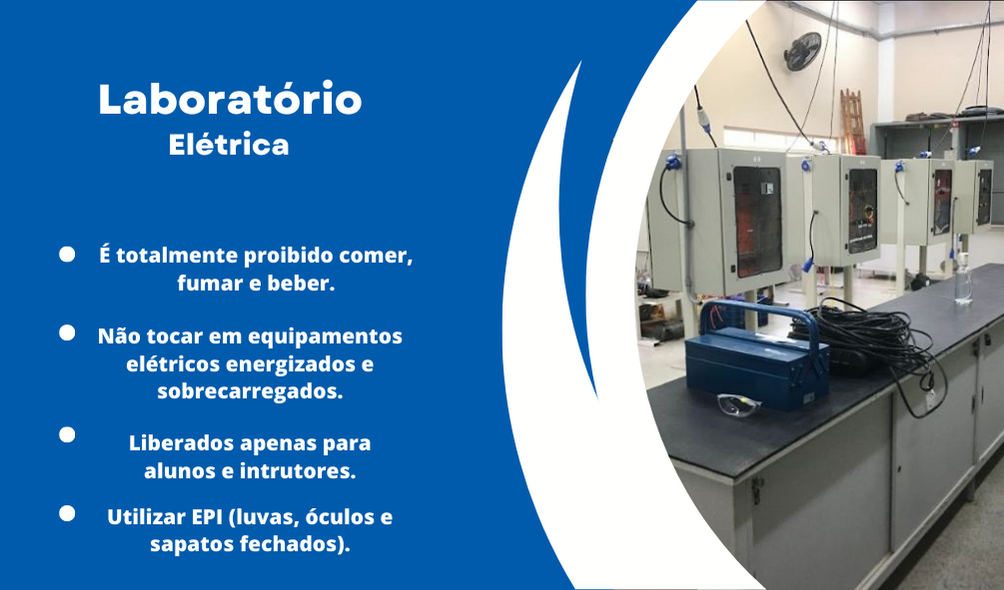 Laboratório
Elétrica
É totalmente proibido comer,
fumar e beber.
Não tocar em equipamentos
elétricos energizados e
sobrecarregados.
Liberados apenas para
alunos e intrutores.
Utilizar EPI (luvas, óculos e
sapatos fechados).